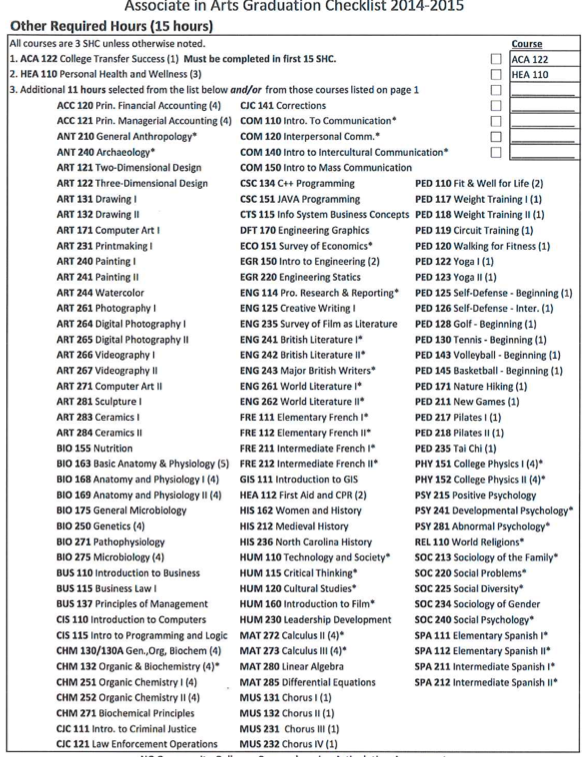 Associate in Arts Graduation Checklist 2014-2015
Other Required Hours (15 hours)
All courses are 3 SHC unless otherwise noted.
Course
1. ACA 122 College Transfer Success (1) Must be completed in first 15 SHC.
ACA 122
2. HEA 110 Personal Health and Wellness (3)
HEA 110
3. Additional 11 hours selected from the list below and/or from those courses listed on page 1
ACC 120 Prin. Financial Accounting (4)
ACC 121 Prin. Managerial Accounting (4)
ANT 210 General Anthropology*
ANT 240 Archaeology*
ART 121 Two-Dimensional Design
ART 122 Three-Dimensional Design
ART 131 Drawing I
ART 132 Drawing II
ART 171 Computer Art I
ART 231 Printmaking I
ART 240 Painting I
ART 241 Painting II
ART 244 Watercolor
ART 261 Photography I
ART 264 Digital Photography I
ART 265 Digital Photography II
ART 266 Videography I
ART 267 Videography II
ART 271 Computer Art II
ART 281 Sculpture I
ART 283 Ceramics I
ART 284 Ceramics II
BIO 155 Nutrition
BIO 163 Basic Anatomy & Physiology (5)
BIO 168 Anatomy and Physiology I (4)
BIO 169 Anatomy and Physiology II (4)
BIO 175 General Microbiology
BIO 250 Genetics (4)
BIO 271 Pathophysiology
BIO 275 Microbiology (4)
BUS 110 Introduction to Business
BUS 115 Business Law I
BUS 137 Principles of Management
CIS 110 Introduction to Computers
CIS 115 Intro to Programming and Logic
CHM 130/130A Gen.,Org, Biochem (4)
CHM 132 Organic & Biochemistry (4)*
CHM 251 Organic Chemistry I (4)
CHM 252 Organic Chemistry II (4)
CHM 271 Biochemical Principles
CJC 111 Intro. to Criminal Justice
CJC 121 Law Enforcement Operations
CJC 141 Corrections
COM 110 Intro. To Communication*
COM 120 Interpersonal Comm.*
COM 140 Intro to Intercultural Communication*
COM 150 Intro to Mass Communication
CSC 134 C++ Programming
CSC 151 JAVA Programming
CTS 115 Info System Business Concepts
DFT 170 Engineering Graphics
ECO 151 Survey of Economics*
EGR 150 Intro to Engineering (2)
EGR 220 Engineering Statics
ENG 114 Pro. Research & Reporting*
ENG 125 Creative Writing I
ENG 235 Survey of Film as Literature
ENG 241 British Literature I*
ENG 242 British Literature II*
ENG 243 Major British Writers*
ENG 261 World Literature I*
ENG 262 World Literature II*
FRE 111 Elementary French I*
FRE 112 Elementary French II*
FRE 211 Intermediate French I*
FRE 212 Intermediate French II*
GIS 111 Introduction to GIS
HEA 112 First Aid and CPR (2)
HIS 162 Women and History
HIS 212 Medieval History
HIS 236 North Carolina History
HUM 110 Technology and Society*
HUM 115 Critical Thinking*
HUM 120 Cultural Studies*
HUM 160 Introduction to Film*
HUM 230 Leadership Development
MAT 272 Calculus II (4)*
MAT 273 Calculus III (4)*
MAT 280 Linear Algebra
MAT 285 Differential Equations
MUS 131 Chorus I (1)
MUS 132 Chorus II (1)
MUS 231 Chorus III (1)
MUS 232 Chorus IV (1)
PED 110 Fit & Well for Life (2)
PED 117 Weight Training I (1)
PED 118 Weight Training II (1)
PED 119 Circuit Training (1)
PED 120 Walking for Fitness (1)
PED 122 Yoga I (1)
PED 123 Yoga II (1)
PED 125 Self-Defense - Beginning (1)
PED 126 Self-Defense - Inter. (1)
PED 128 Golf - Beginning (1)
PED 130 Tennis - Beginning (1)
PED 143 Volleyball - Beginning (1)
PED 145 Basketball - Beginning (1)
PED 171 Nature Hiking (1)
PED 211 New Games (1)
PED 217 Pilates I (1)
PED 218 Pilates II (1)
PED 235 Tai Chi (1)
PHY 151 College Physics I (4)*
PHY 152 College Physics II (4)*
PSY 215 Positive Psychology
PSY 241 Developmental Psychology*
PSY 281 Abnormal Psychology*
REL 110 World Religions*
SOC 213 Sociology of the Family*
SOC 220 Social Problems*
SOC 225 Social Diversity*
SOC 234 Sociology of Gender
SOC 240 Social Psychology*
SPA 111 Elementary Spanish I*
SPA 112 Elementary Spanish II*
SPA 211 Intermediate Spanish I*
SPA 212 Intermediate Spanish II*